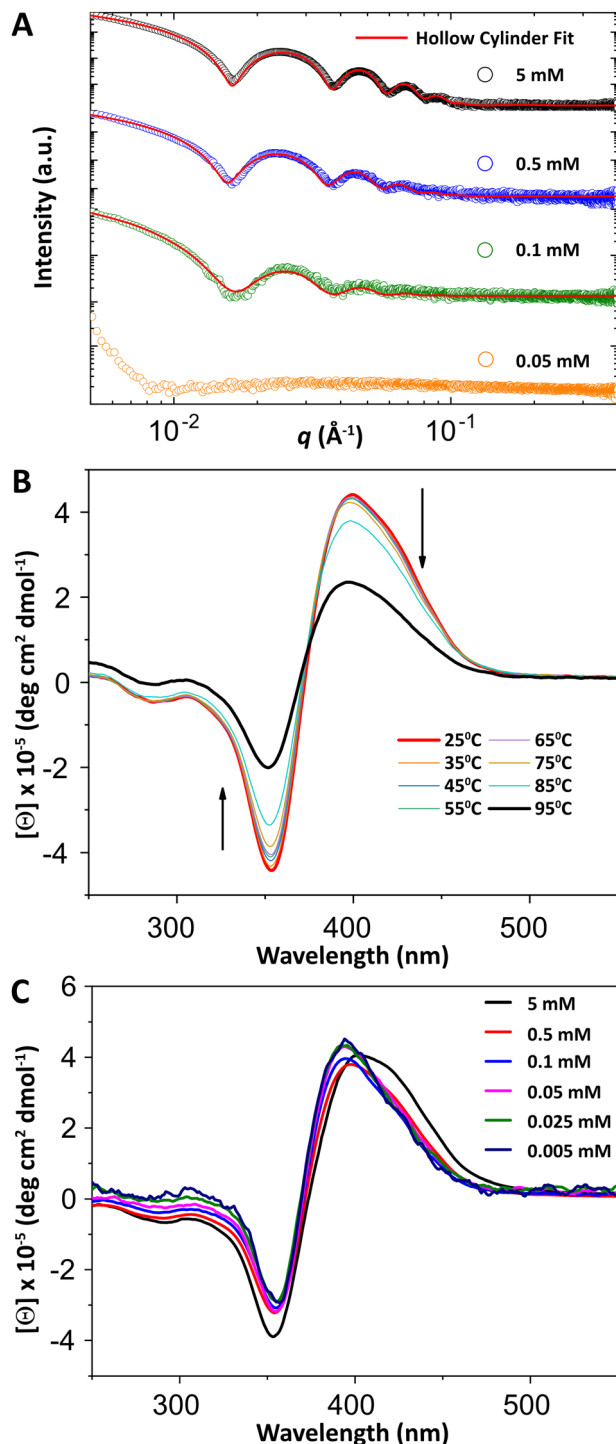 A
Hollow Cylinder Fit
5 mM
0.5 mM
0.1 mM
0.05 mM
Intensity (a.u.)
10-2
10-1
q (Å-1)
B
4
2
0
-2
-4
[Θ] x 10-5 (deg cm2 dmol-1)
25⁰C
65⁰C
35⁰C
75⁰C
45⁰C
85⁰C
55⁰C
95⁰C
300
400
500
Wavelength (nm)
C
6
4
2
0
-2
-4
[Θ] x 10-5 (deg cm2 dmol-1)
5 mM
0.5 mM
0.1 mM
0.05 mM
0.025 mM
0.005 mM
300
400
500
Wavelength (nm)